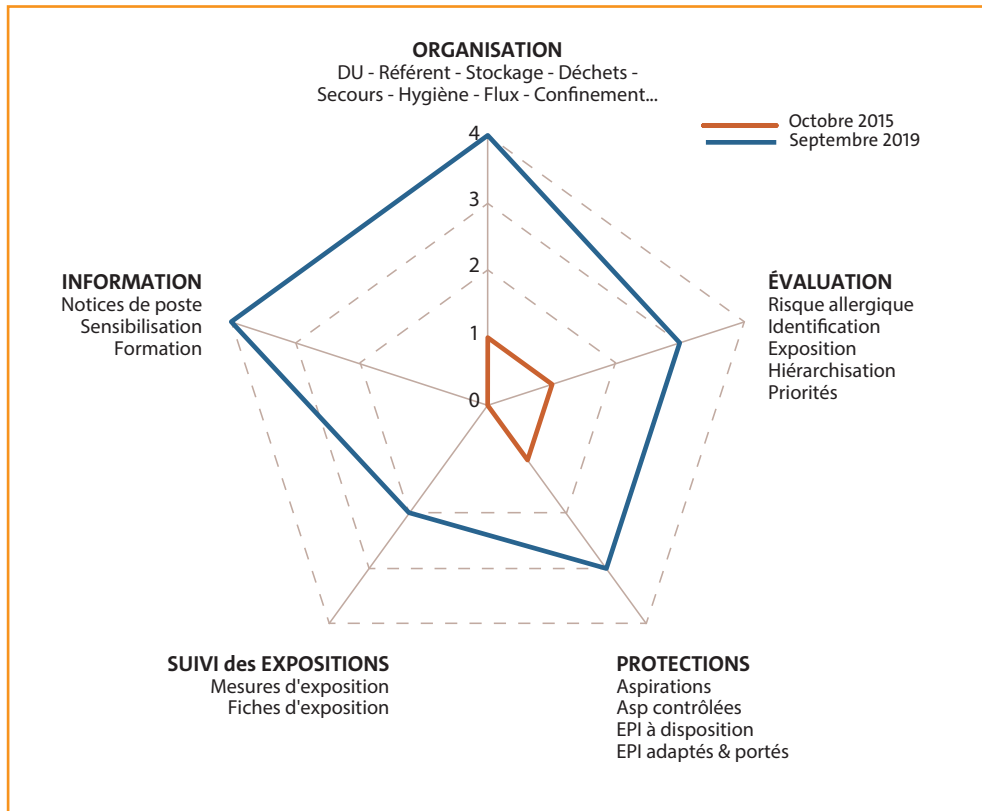 ORGANISATION
DU - Référent - Stockage - Déchets -
Secours - Hygiène - Flux - Confinement...
Octobre 2015
Septembre 2019
4
3
2
1
0
INFORMATION
Notices de poste
Sensibilisation
Formation
ÉVALUATION
Risque allergique
Identification
Exposition
Hiérarchisation
Priorités
SUIVI des EXPOSITIONS
Mesures d'exposition
Fiches d'exposition
PROTECTIONS
Aspirations
Asp contrôlées
EPI à disposition
EPI adaptés & portés